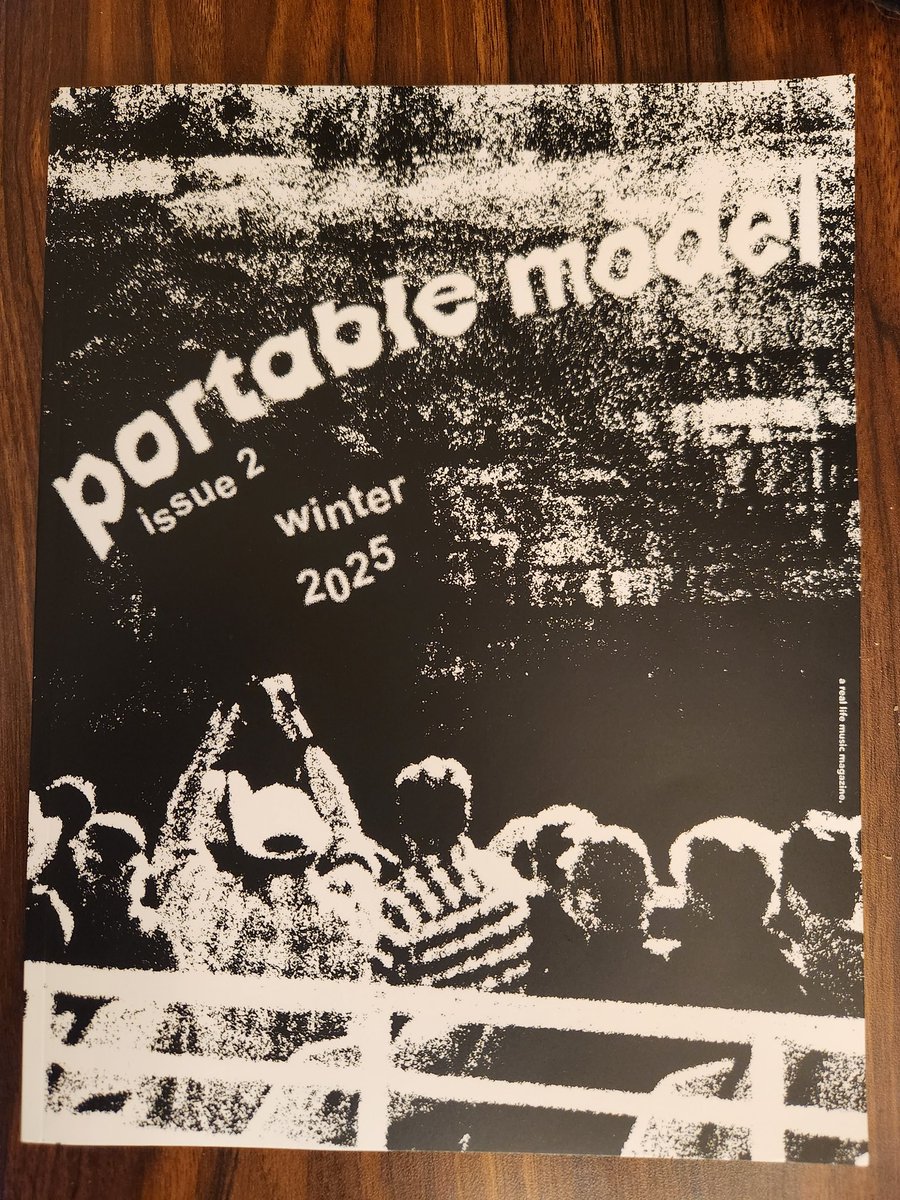 portable model
issue 2
winter
2025
a real life music magazine.